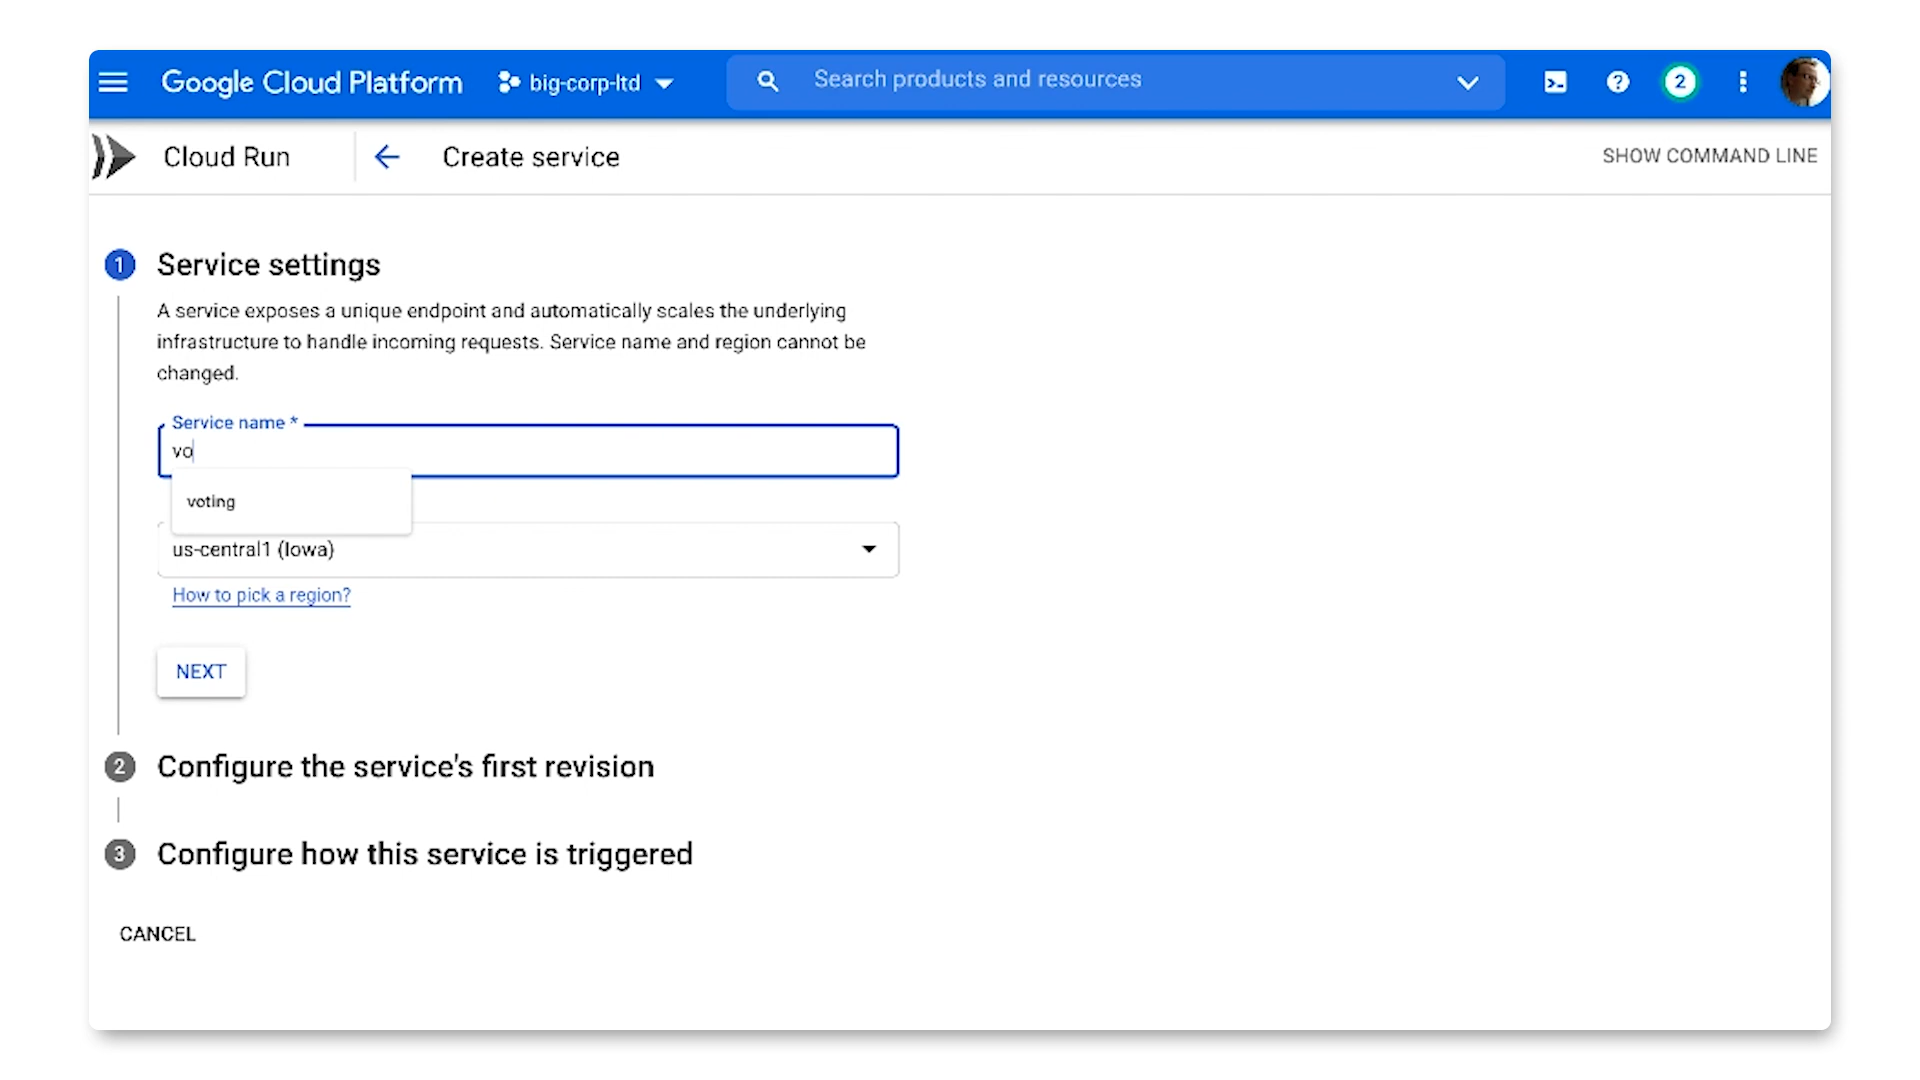 Google Cloud Platform big-corp-ltd Search products and resources 2
Cloud Run Create service SHOW COMMAND LINE
1 Service settings
A service exposes a unique endpoint and automatically scales the underlying
infrastructure to handle incoming requests. Service name and region cannot be
changed.
Service name *
vo
voting
us-central1 (Iowa)
How to pick a region?
NEXT
2 Configure the service's first revision
3 Configure how this service is triggered
CANCEL